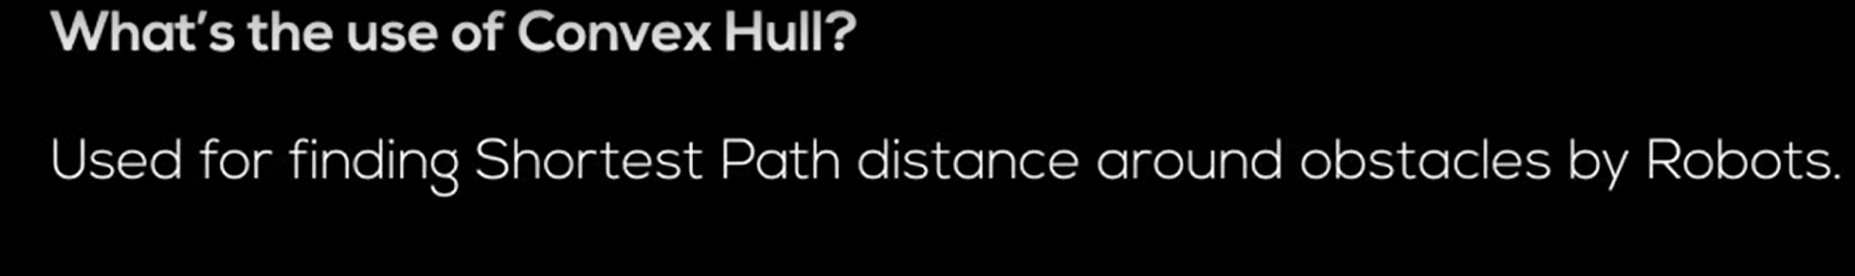 What's the use of Convex Hull?
Used for finding Shortest Path distance around obstacles by Robots.